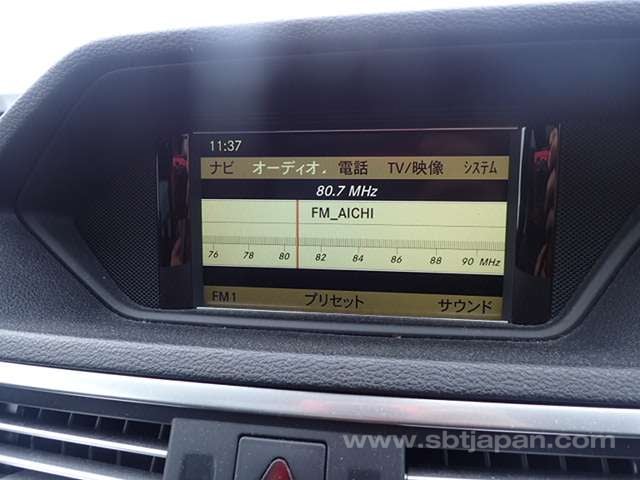 11:37
ナビ オーディオ 電話 TV/映像 システム
80.7 MHz
FM_AICHI
76 78 80 82 84 86 88 90 MHz
FM1 プリセット サウンド
www.sbtjapan.com